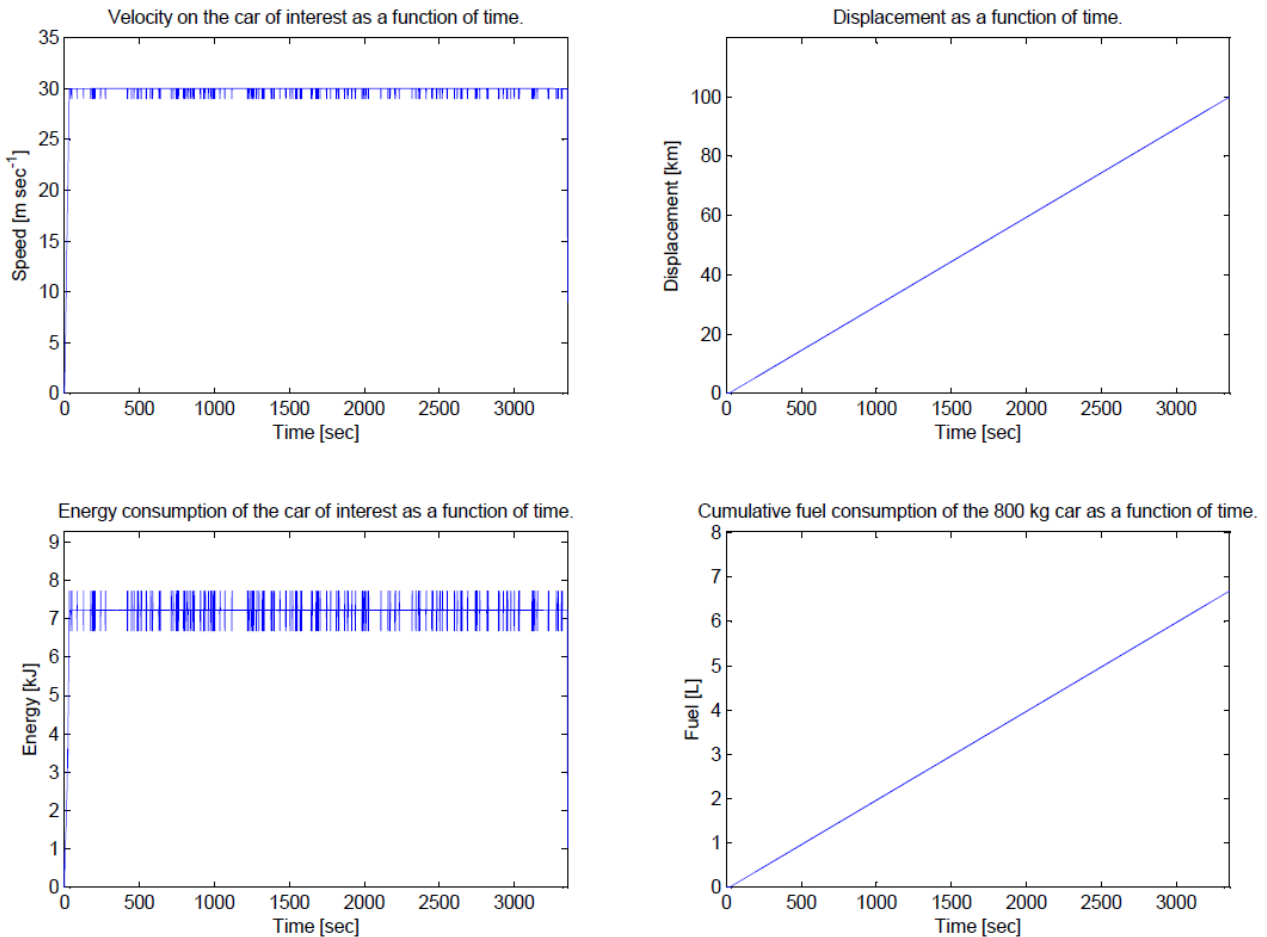 Velocity on the car of interest as a function of time.
35
30
25
20
15
10
5
0
Speed [m sec⁻¹]
0 500 1000 1500 2000 2500 3000
Time [sec]
Displacement as a function of time.
100
80
60
40
20
0
Displacement [km]
0 500 1000 1500 2000 2500 3000
Time [sec]
Energy consumption of the car of interest as a function of time.
9
8
7
6
5
4
3
2
1
0
Energy [kJ]
0 500 1000 1500 2000 2500 3000
Time [sec]
Cumulative fuel consumption of the 800 kg car as a function of time.
8
7
6
5
4
3
2
1
0
Fuel [L]
0 500 1000 1500 2000 2500 3000
Time [sec]